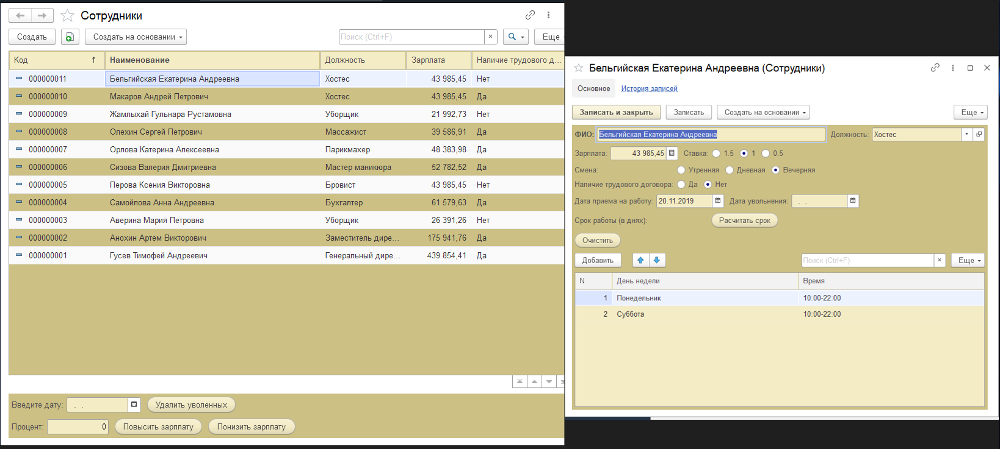 Сотрудники
Создать Создать на основании Поиск (Ctrl+F) × Еще
Код ↑ Наименование Должность Зарплата Наличие трудового д...
000000011 Бельгийская Екатерина Андреевна Хостес 43 985,45 Нет
000000010 Макаров Андрей Петрович Хостес 43 985,45 Да
000000009 Жамлыхай Гульнара Рустамовна Уборщик 21 992,73 Нет
000000008 Олехин Сергей Петрович Массажист 39 586,91 Да
000000007 Орлова Катерина Алексеевна Парикмахер 48 383,98 Да
000000006 Сизова Валерия Дмитриевна Мастер маникюра 52 782,52 Да
000000005 Перова Ксения Викторовна Бровист 43 985,45 Нет
000000004 Самойлова Анна Андреевна Бухгалтер 61 579,63 Да
000000003 Аверина Мария Петровна Уборщик 26 391,26 Нет
000000002 Анохин Артем Викторович Заместитель дире... 175 941,76 Да
000000001 Гусев Тимофей Андреевич Генеральный дире... 439 854,41 Да
Введите дату: . . Удалить уволенных
Процент: 0 Повысить зарплату Понизить зарплату
Бельгийская Екатерина Андреевна (Сотрудники)
Основное История записей
Записать и закрыть Записать Создать на основании Еще
ФИО: Бельгийская Екатерина Андреевна Должность: Хостес
Зарплата: 43 985,45 Ставка: 1.5 1 0.5
Смена: Утренняя Дневная Вечерняя
Наличие трудового договора: Да Нет
Дата приема на работу: 20.11.2019 Дата увольнения: . .
Срок работы (в днях): Расчитать срок
Очистить
Добавить Поиск (Ctrl+F) × Еще
N День недели Время
1 Понедельник 10:00-22:00
2 Суббота 10:00-22:00